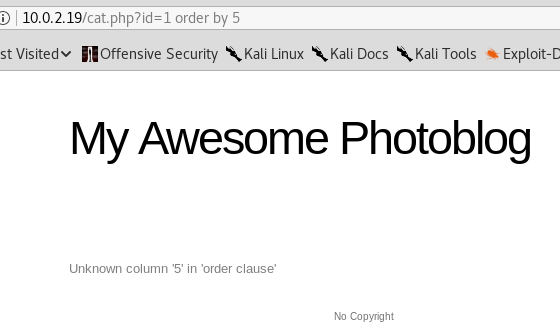 10.0.2.19/cat.php?id=1 order by 5
st Visited Offensive Security Kali Linux Kali Docs Kali Tools Exploit-D
My Awesome Photoblog
Unknown column '5' in 'order clause'
No Copyright